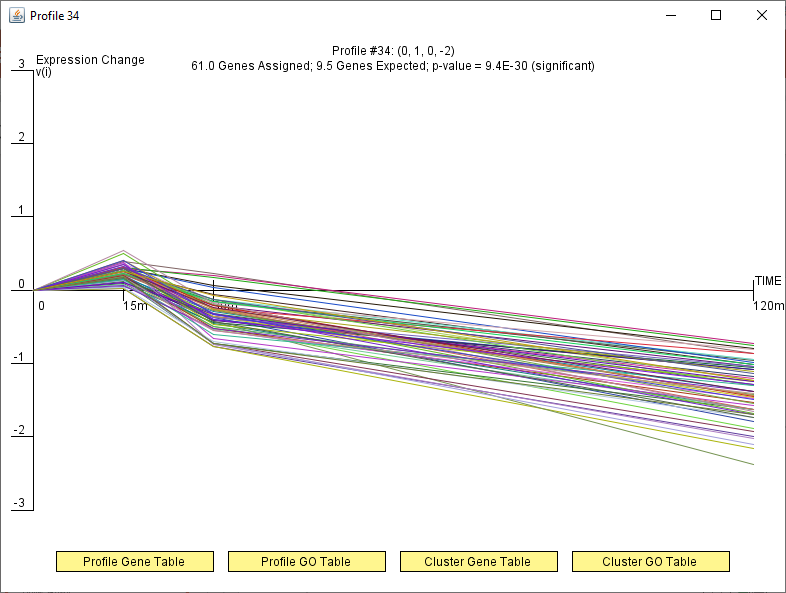 Profile 34
Profile #34: (0, 1, 0, -2)
61.0 Genes Assigned; 9.5 Genes Expected; p-value = 9.4E-30 (significant)
Expression Change
v(i)
3
2
1
0
-1
-2
-3
TIME
0
15m
120m
Profile Gene Table
Profile GO Table
Cluster Gene Table
Cluster GO Table